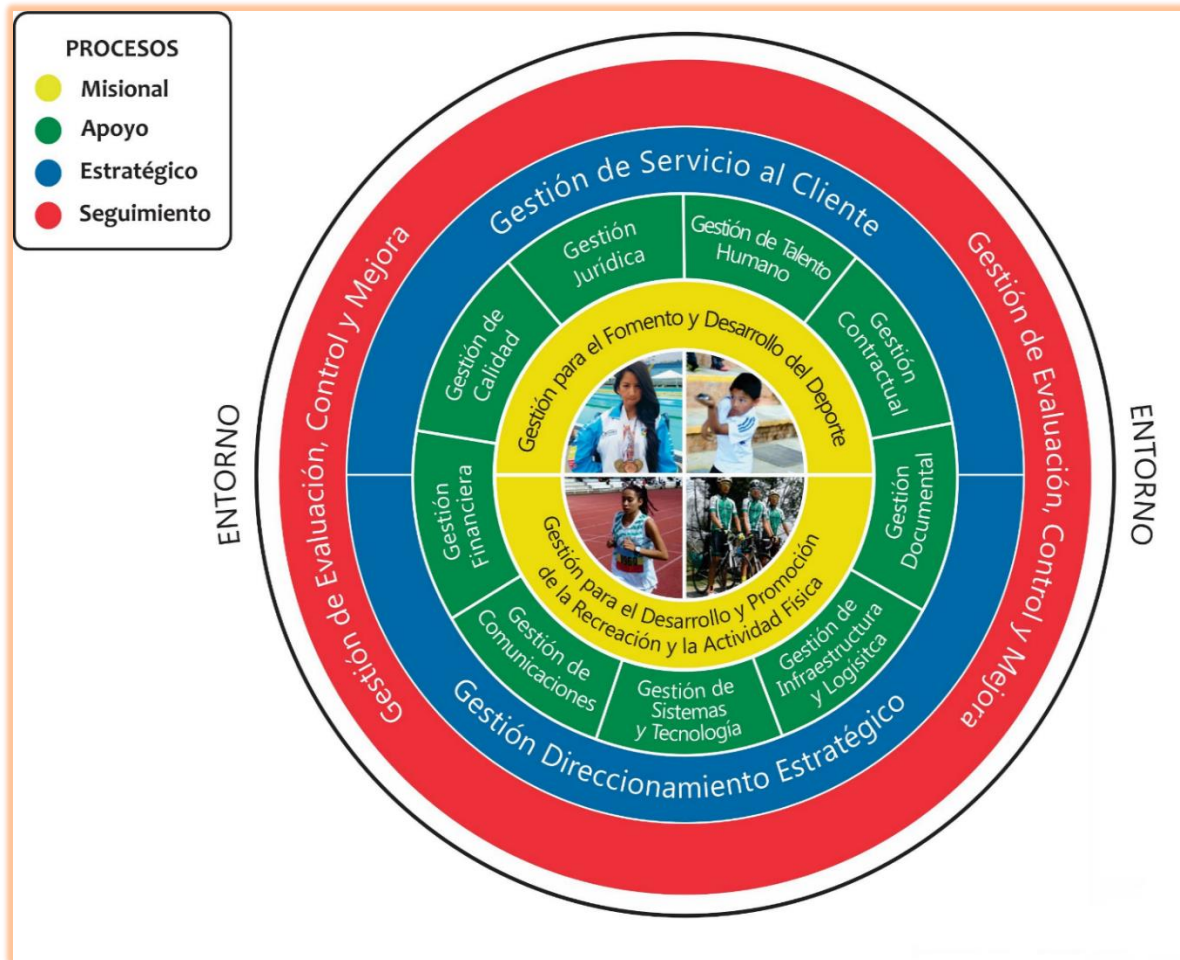 PROCESOS
Misional
Apoyo
Estratégico
Seguimiento
ENTORNO
ENTORNO
Gestión de Evaluación, Control y Mejora
Gestión de Evaluación, Control y Mejora
Gestión de Servicio al Cliente
Gestión Direccionamiento Estratégico
Gestión
Jurídica
Gestión de Talento
Humano
Gestión
Contractual
Gestión
Documental
Gestión de
Infraestructura
y Logísitca
Gestión de
Sistemas
y Tecnología
Gestión de
Comunicaciones
Gestión
Financiera
Gestión de
Calidad
Gestión para el Fomento y Desarrollo del Deporte
Gestión para el Desarrollo y Promoción
de la Recreación y la Actividad Física